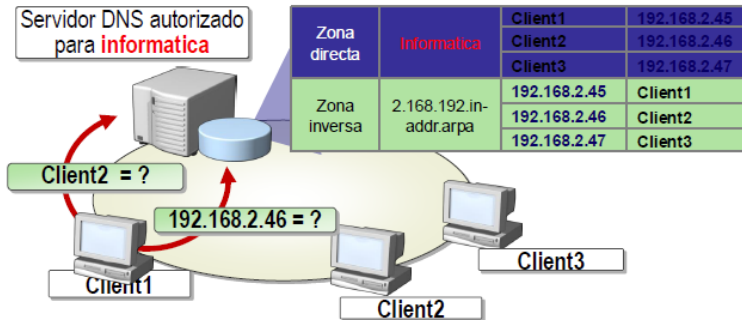 Servidor DNS autorizado
para informatica
Zona directa
Informatica
Client1 192.168.2.45
Client2 192.168.2.46
Client3 192.168.2.47
Zona inversa
2.168.192.in-
addr.arpa
192.168.2.45 Client1
192.168.2.46 Client2
192.168.2.47 Client3
Client2 = ?
192.168.2.46 = ?
Client1
Client2
Client3